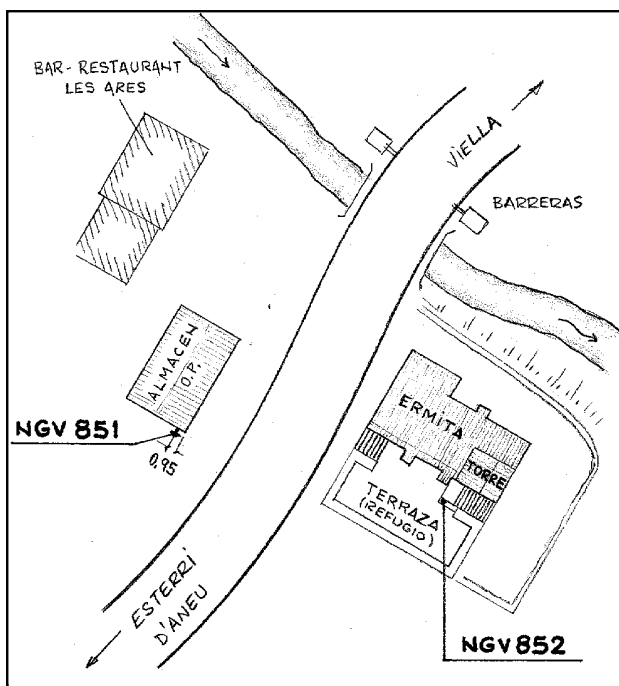 BAR-RESTAURANT
LES ARES
VIELLA
BARRERAS
ALMACEN
O.P.
ERMITA
TORRE
NGV 851
0,95
TERRAZA
(REFUGIO)
ESTERRI
D'ANEU
NGV 852